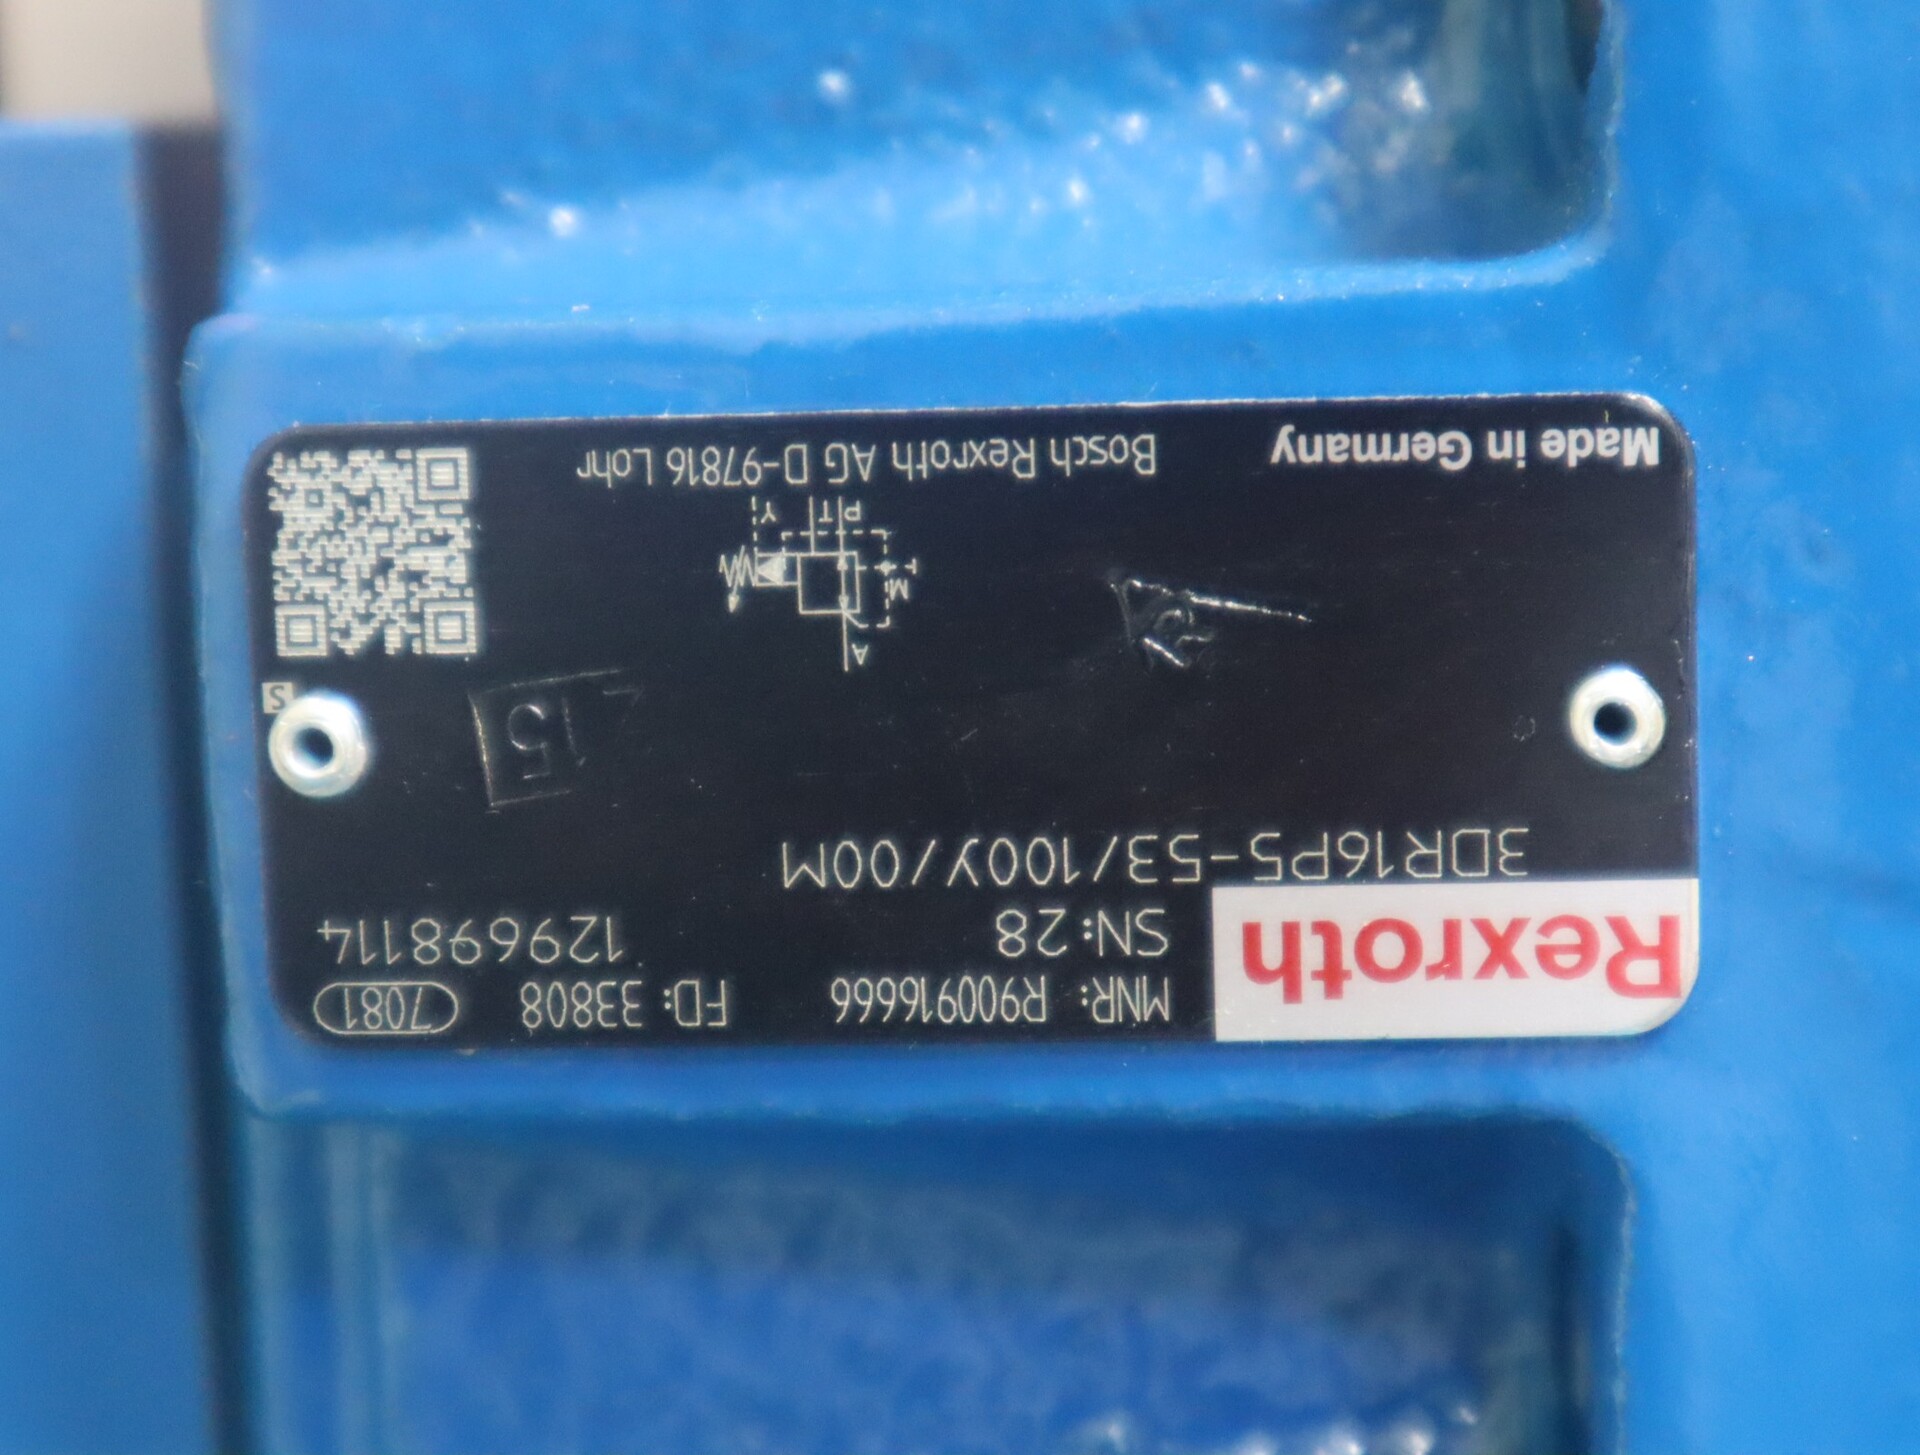 Rexroth
MNR: R900916666 FD: 33808 7081
SN: 28 129698114
3DR16P5-53/100Y/00M
15
S
A
M
P T Y
Made in Germany Bosch Rexroth AG D-97816 Lohr